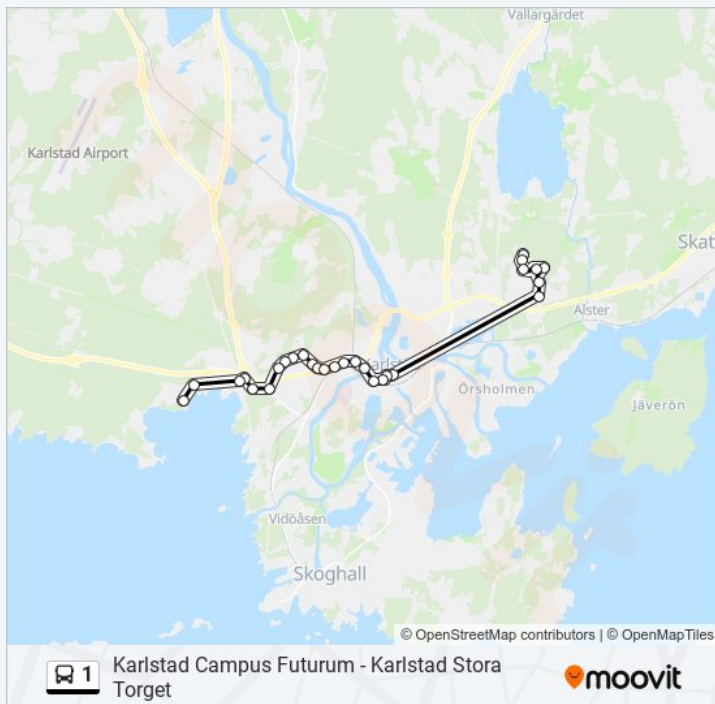 Vallargärdet
Karlstad Airport
Skat
Alster
Karlst
Örsholmen
Jäverön
Vidöåsen
Skoghall
© OpenStreetMap contributors | © OpenMapTiles
1
Karlstad Campus Futurum - Karlstad Stora
Torget
moovit